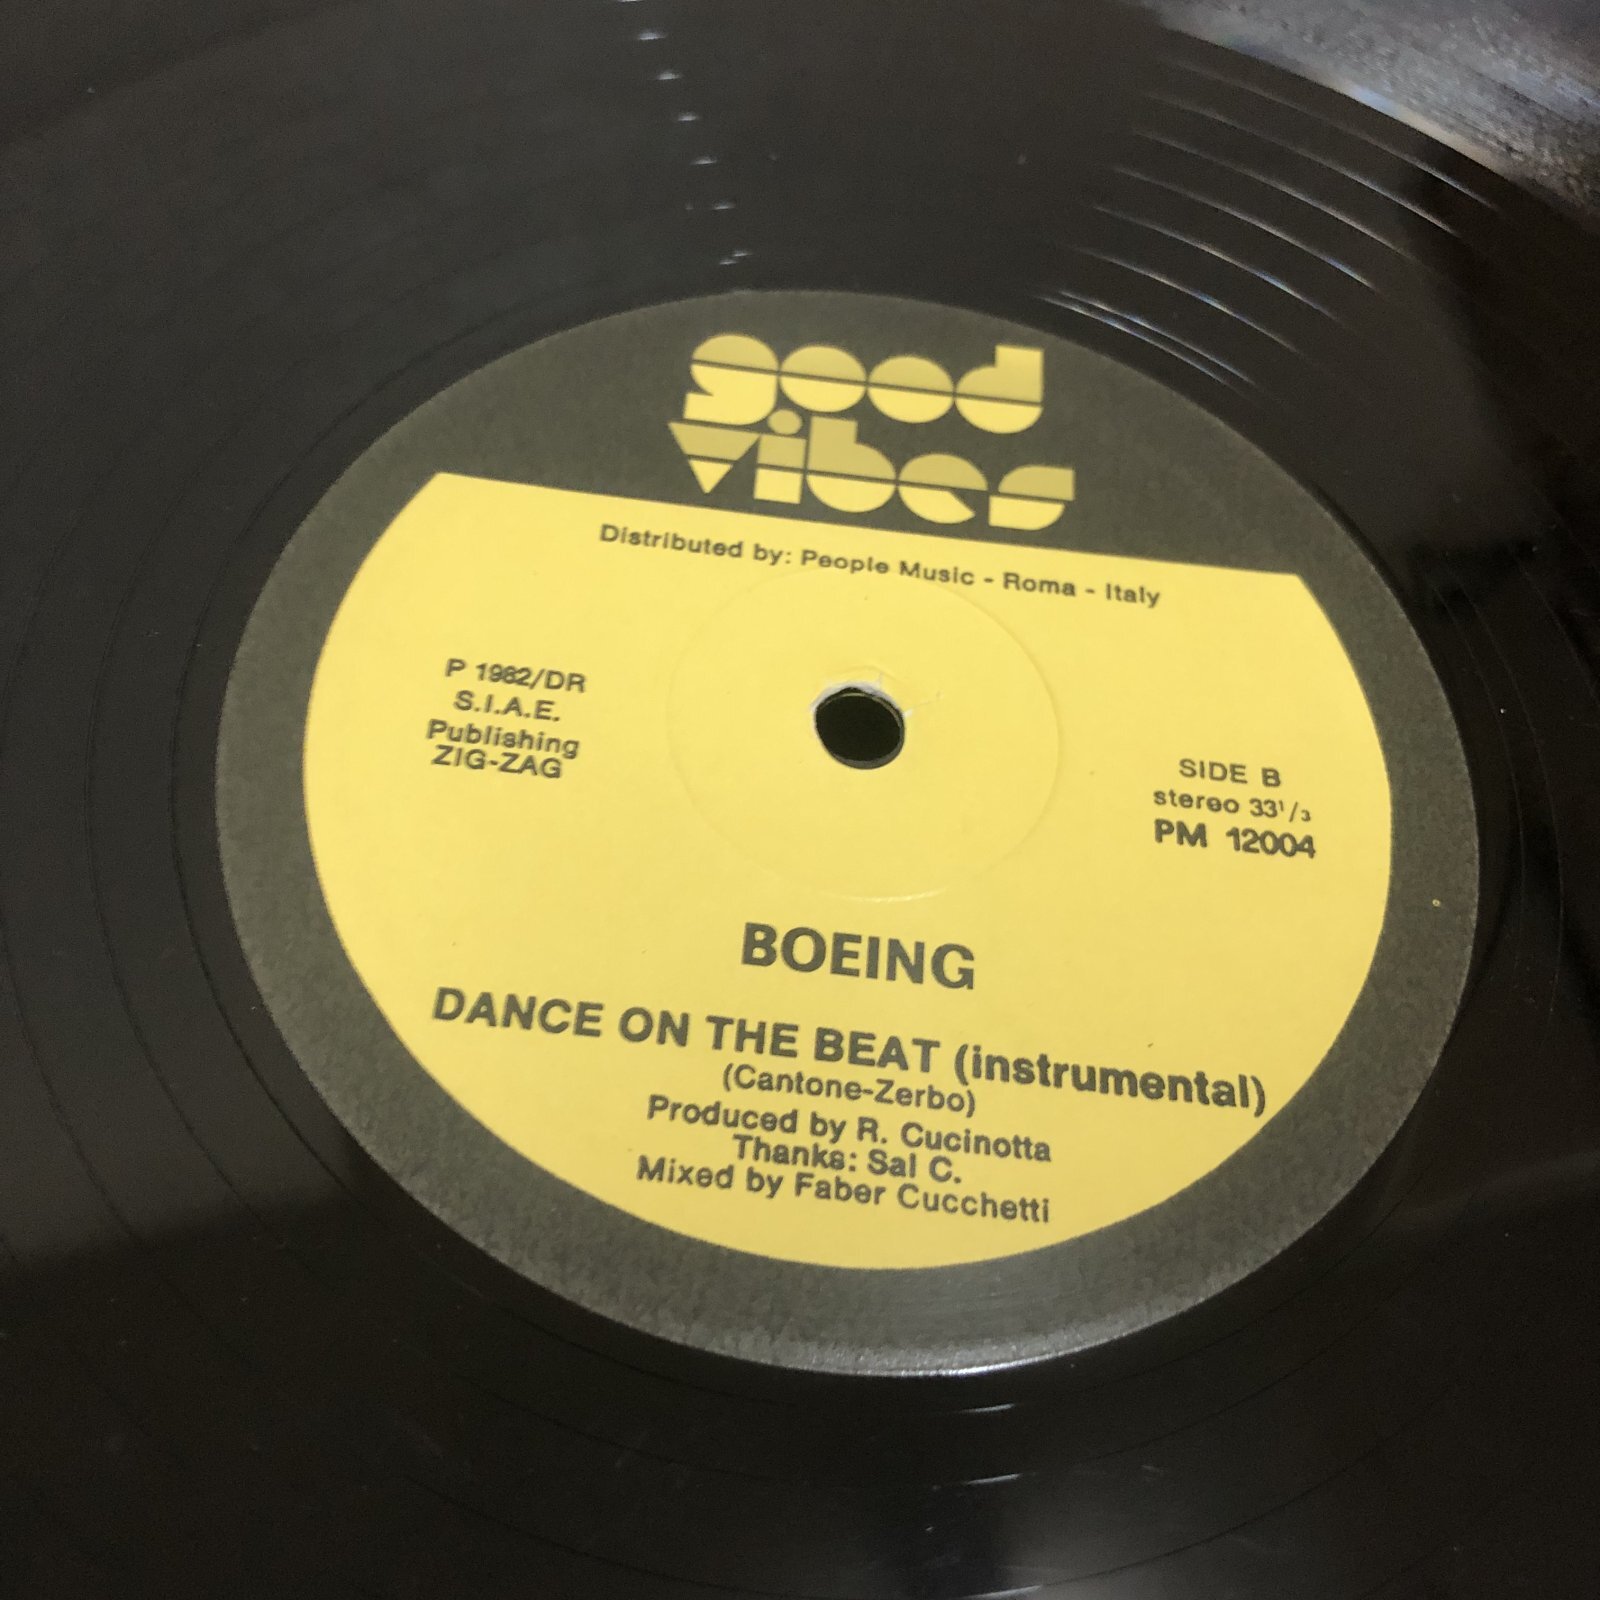 good
vibes
Distributed by: People Music - Roma - Italy
P 1982/DR
S.I.A.E.
Publishing
ZIG-ZAG
SIDE B
stereo 33¹/₃
PM 12004
BOEING
DANCE ON THE BEAT (instrumental)
(Cantone-Zerbo)
Produced by R. Cucinotta
Thanks: Sal C.
Mixed by Faber Cucchetti